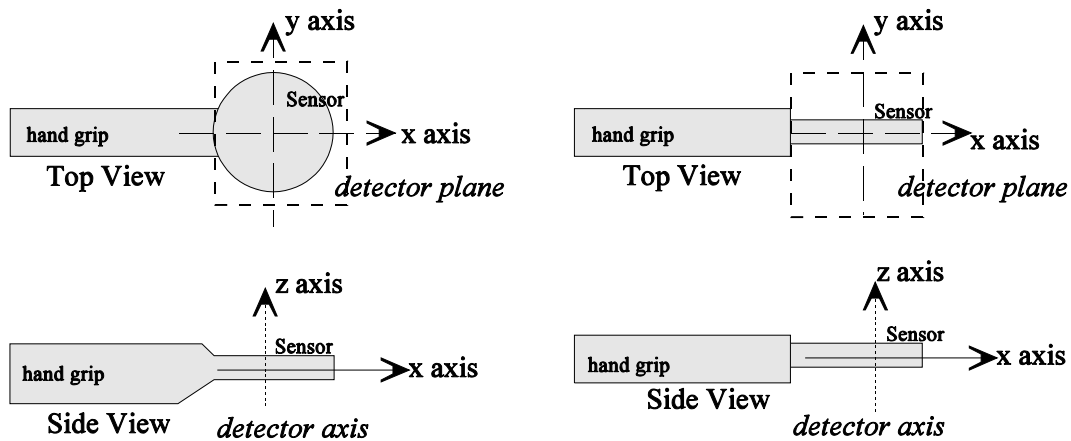 y axis
Sensor
hand grip
x axis
Top View
detector plane
z axis
Sensor
hand grip
x axis
Side View
detector axis
y axis
Sensor
hand grip
x axis
Top View
detector plane
z axis
Sensor
hand grip
x axis
Side View
detector axis